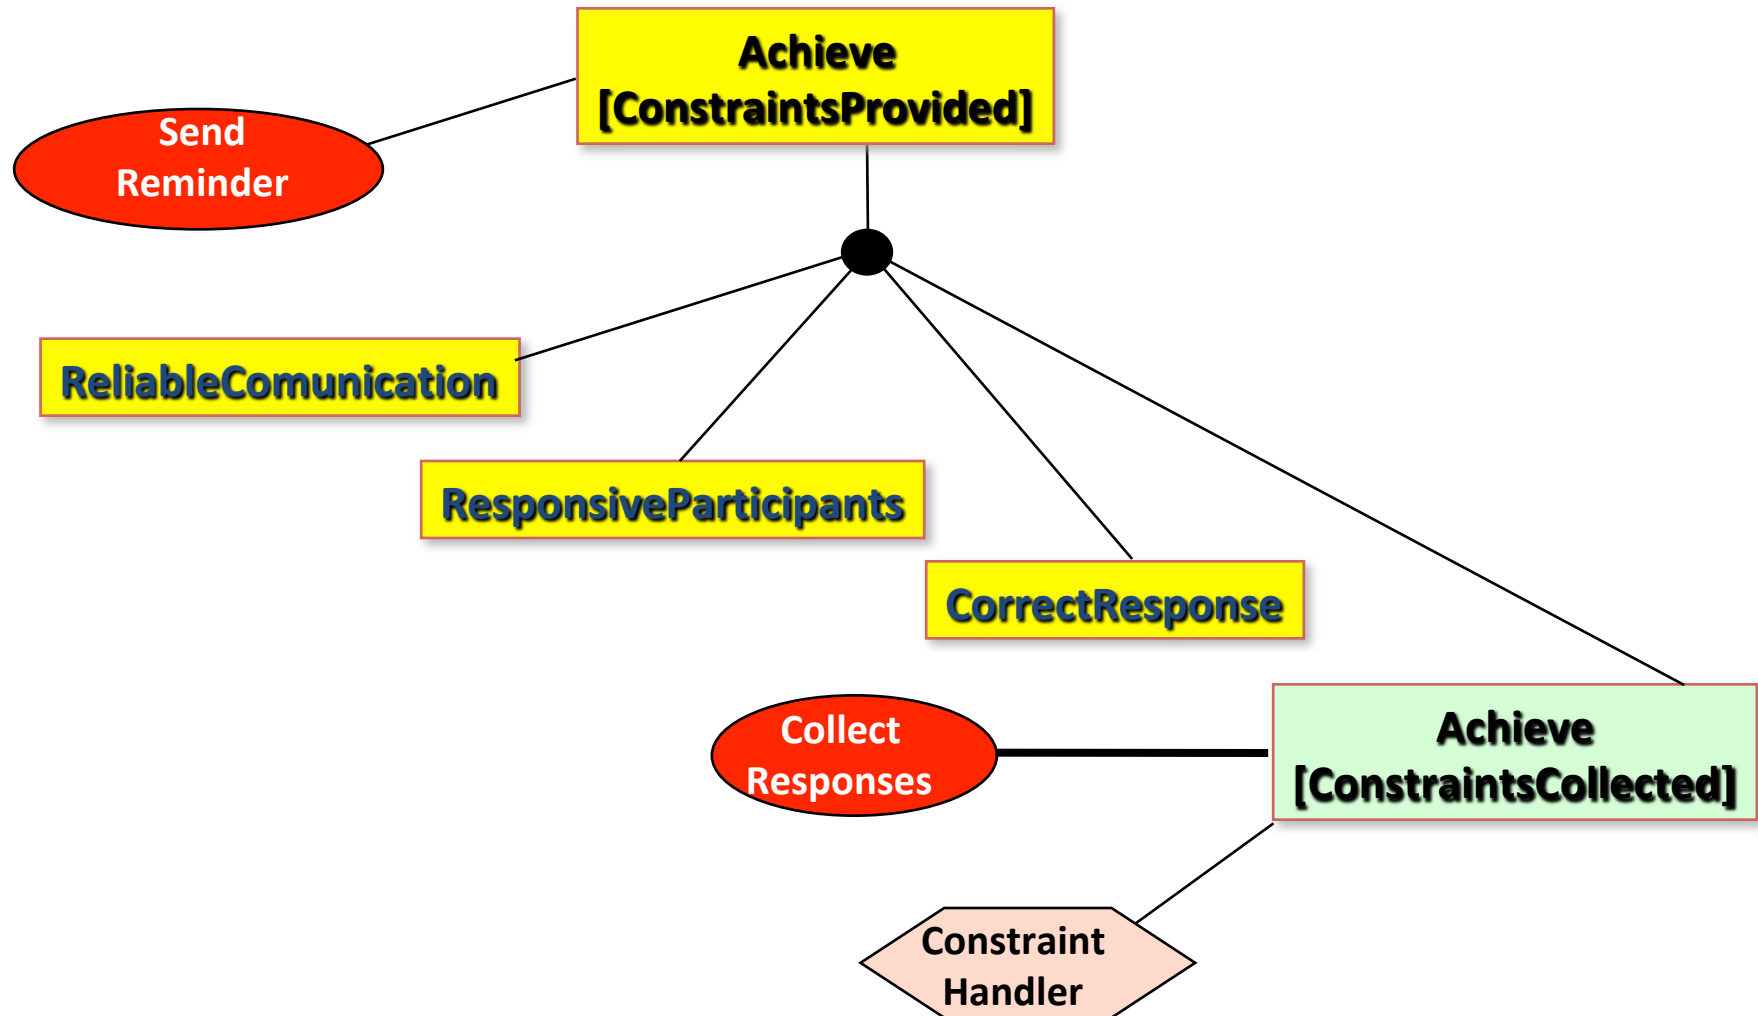 Achieve
[ConstraintsProvided]
Send
Reminder
ReliableComunication
ResponsiveParticipants
CorrectResponse
Collect
Responses
Achieve
[ConstraintsCollected]
Constraint
Handler